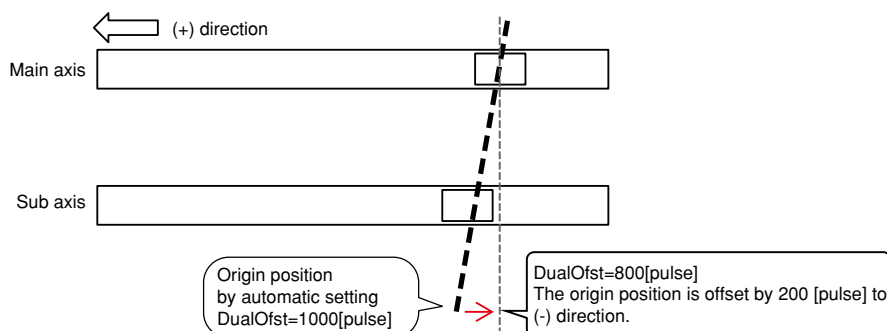 (+) direction
Main axis
Sub axis
Origin position
by automatic setting
DualOfst=1000[pulse]
DualOfst=800[pulse]
The origin position is offset by 200 [pulse] to
(-) direction.